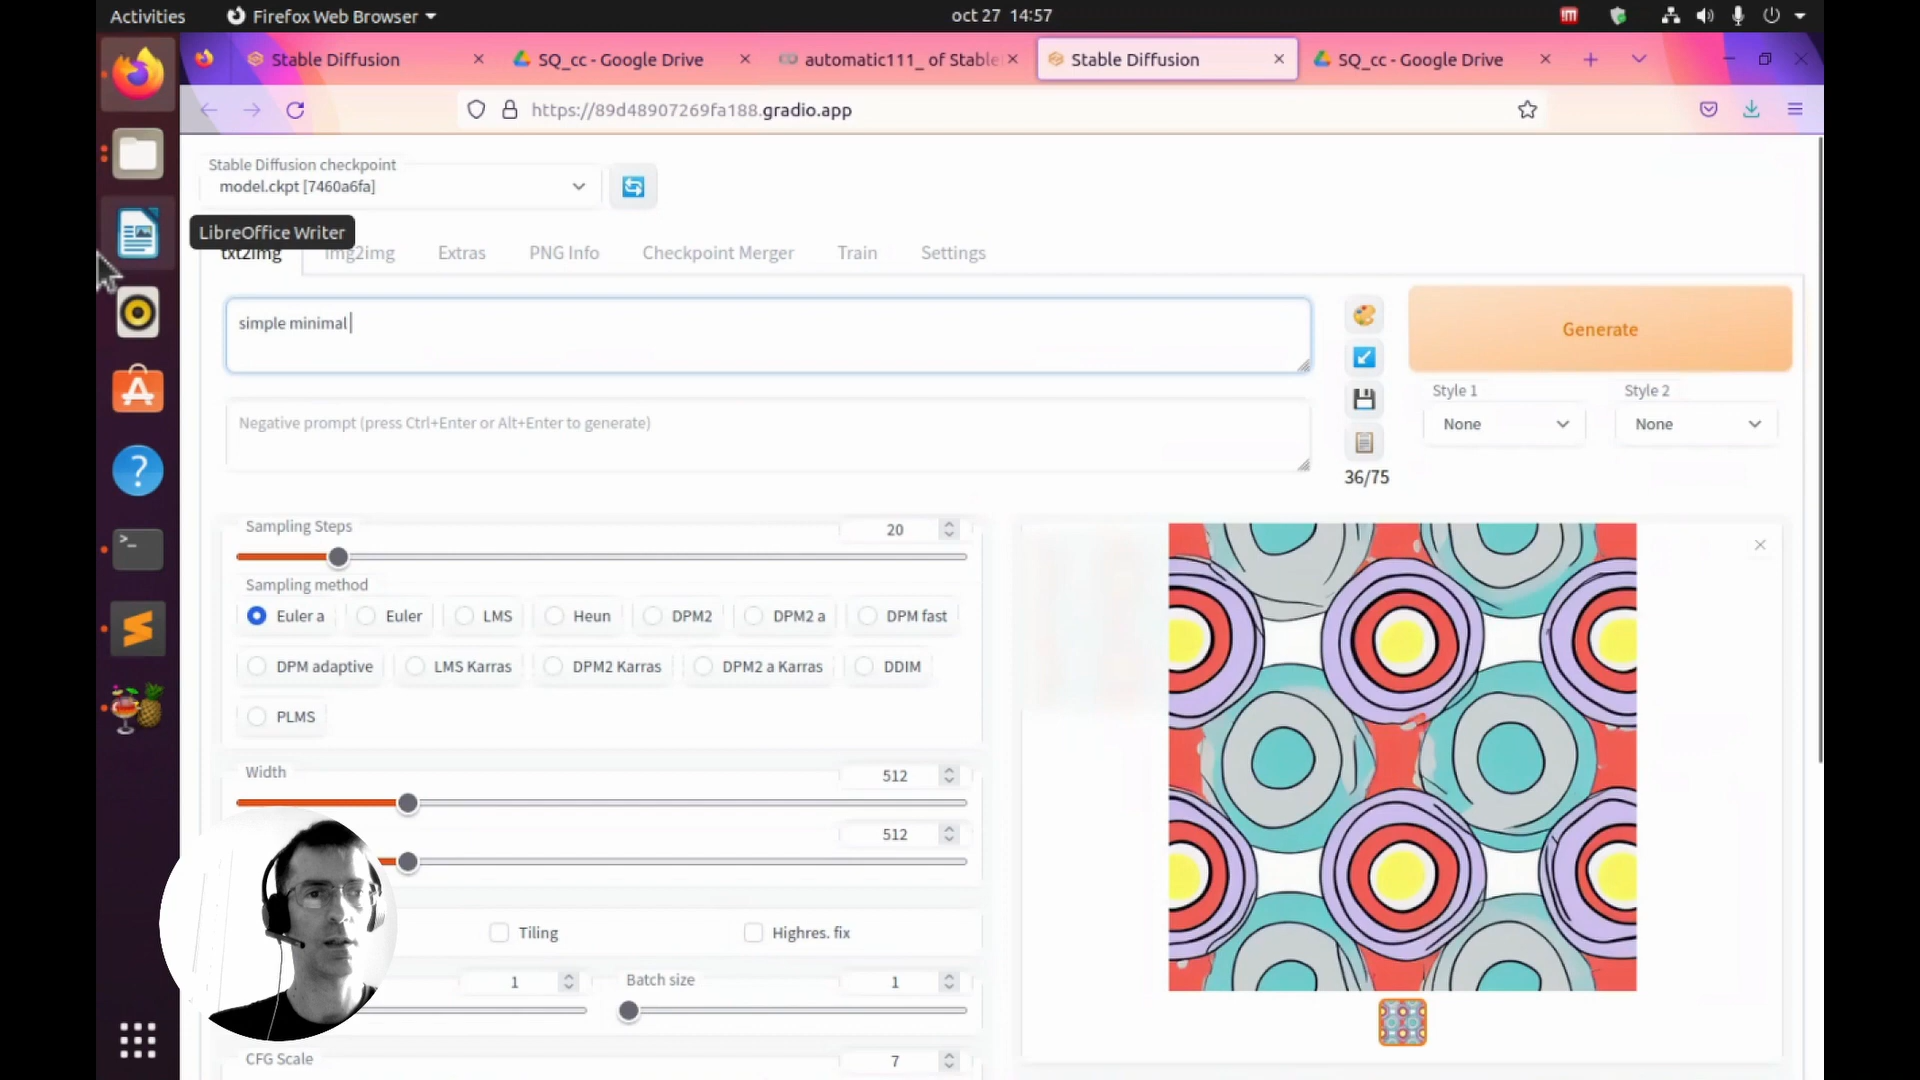 Activities
Firefox Web Browser
oct 27 14:57
Stable Diffusion
SQ_cc - Google Drive
automatic111_ of Stable
Stable Diffusion
SQ_cc - Google Drive
https://89d48907269fa188.gradio.app
Stable Diffusion checkpoint
model.ckpt [7460a6fa]
LibreOffice Writer
txt2img
img2img
Extras
PNG Info
Checkpoint Merger
Train
Settings
simple minimal
Generate
Negative prompt (press Ctrl+Enter or Alt+Enter to generate)
Style 1
Style 2
None
None
36/75
Sampling Steps
20
Sampling method
Euler a
Euler
LMS
Heun
DPM2
DPM2 a
DPM fast
DPM adaptive
LMS Karras
DPM2 Karras
DPM2 a Karras
DDIM
PLMS
Width
512
512
Tiling
Highres. fix
1
Batch size
1
CFG Scale
7